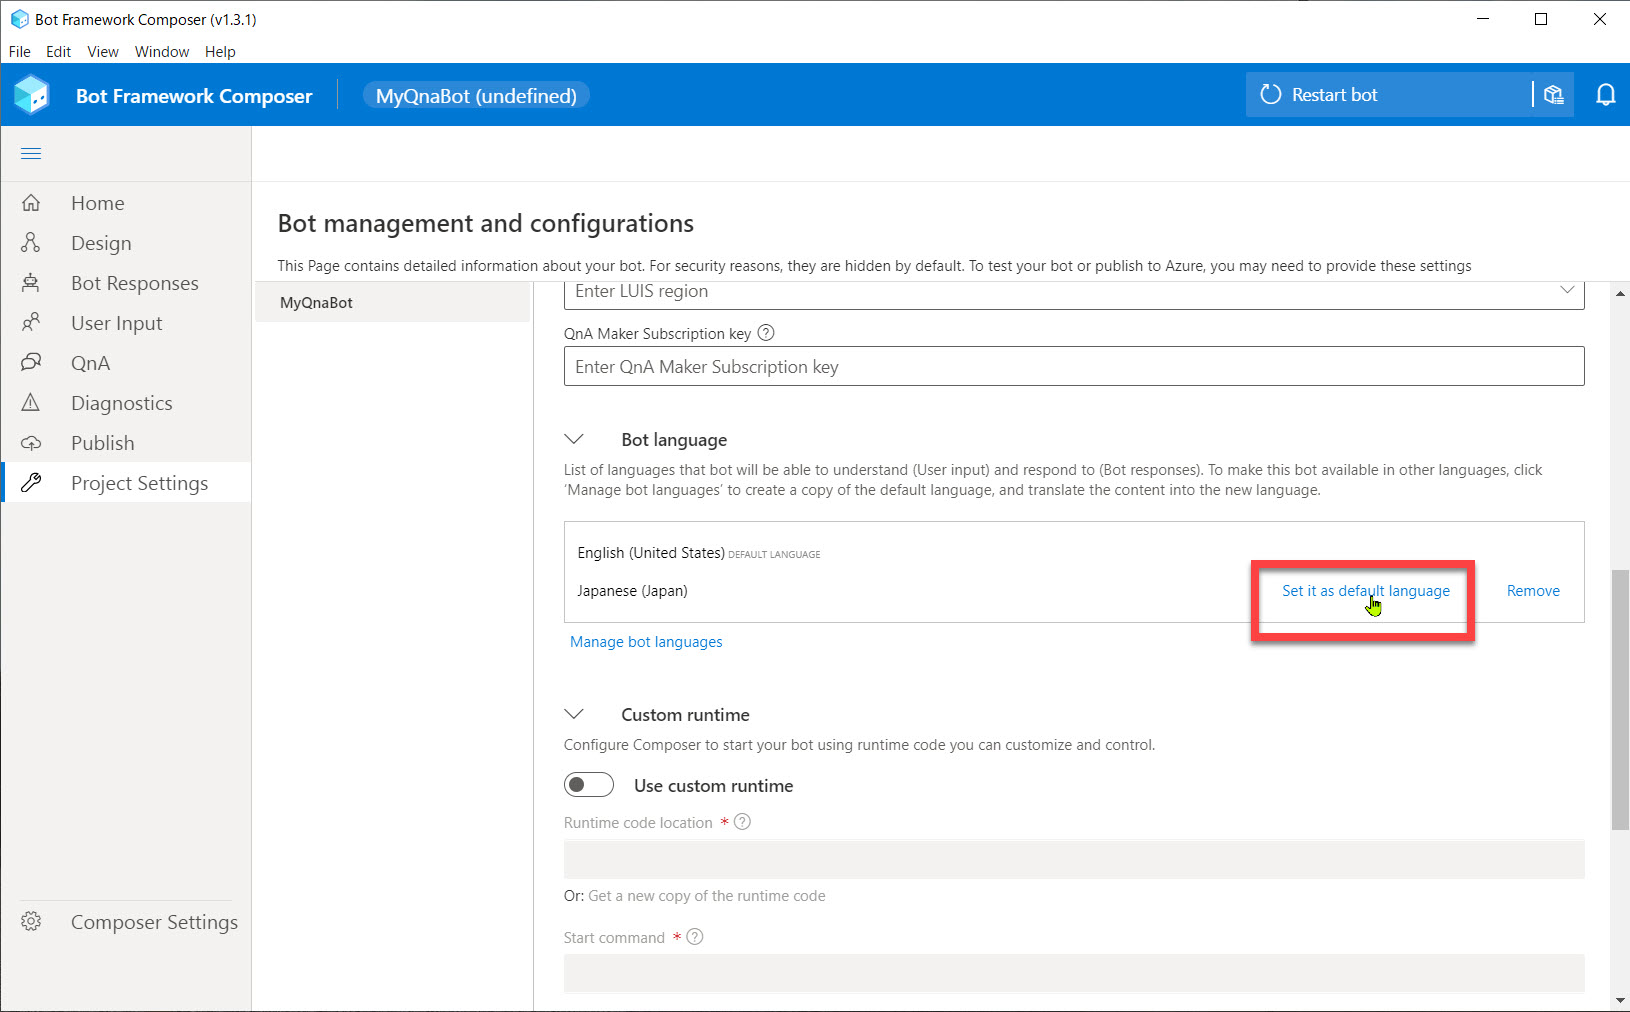 Bot Framework Composer (v1.3.1)
File Edit View Window Help
Bot Framework Composer
MyQnaBot (undefined)
Restart bot
Home
Design
Bot Responses
User Input
QnA
Diagnostics
Publish
Project Settings
Composer Settings
Bot management and configurations
This Page contains detailed information about your bot. For security reasons, they are hidden by default. To test your bot or publish to Azure, you may need to provide these settings
MyQnaBot
Enter LUIS region
QnA Maker Subscription key ?
Enter QnA Maker Subscription key
Bot language
List of languages that bot will be able to understand (User input) and respond to (Bot responses). To make this bot available in other languages, click
‘Manage bot languages’ to create a copy of the default language, and translate the content into the new language.
English (United States) DEFAULT LANGUAGE
Japanese (Japan) Set it as default language Remove
Manage bot languages
Custom runtime
Configure Composer to start your bot using runtime code you can customize and control.
Use custom runtime
Runtime code location * ?
Or: Get a new copy of the runtime code
Start command * ?